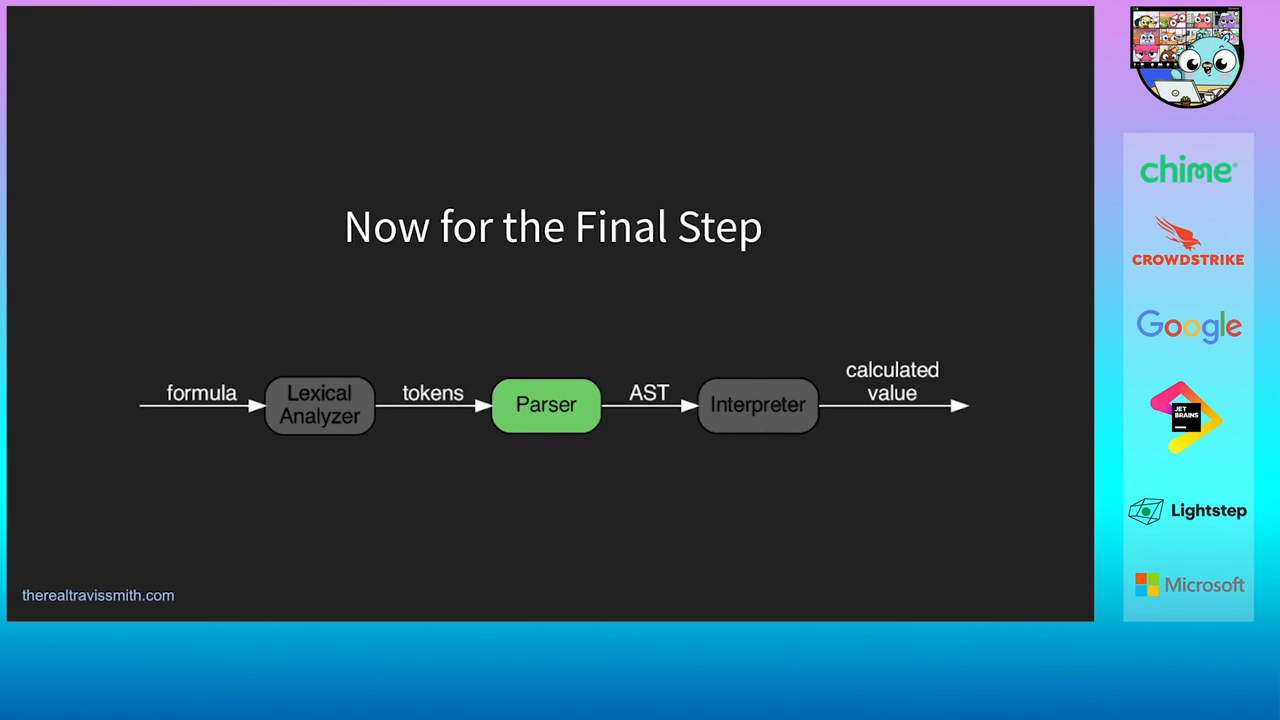 Now for the Final Step
formula
Lexical
Analyzer
tokens
Parser
AST
Interpreter
calculated
value
therealtravissmith.com
chime®
CROWDSTRIKE
Google
JET
BRAINS
Lightstep
Microsoft